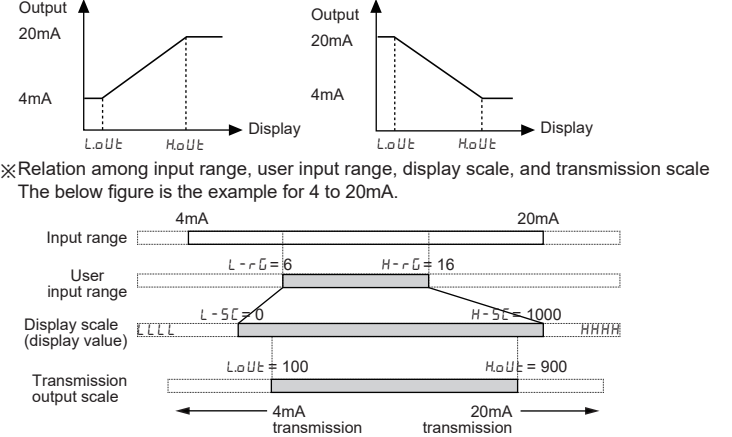 Output
20mA
4mA
Display
L.oUt
H.oUt
Output
20mA
4mA
Display
L.oUt
H.oUt
※Relation among input range, user input range, display scale, and transmission scale
The below figure is the example for 4 to 20mA.
4mA
20mA
Input range
L-rG= 6
H-rG= 16
User
input range
L-SC= 0
H-SC= 1000
Display scale
(display value)
LLLL
HHHH
L.oUt = 100
H.oUt = 900
Transmission
output scale
4mA
transmission
20mA
transmission